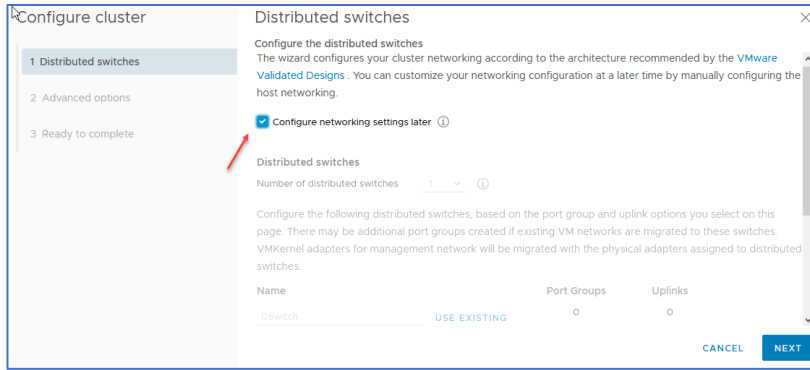 Configure cluster
Distributed switches
1 Distributed switches
2 Advanced options
3 Ready to complete
Configure the distributed switches
The wizard configures your cluster networking according to the architecture recommended by the VMware
Validated Designs . You can customize your networking configuration at a later time by manually configuring the
host networking.
Configure networking settings later
Distributed switches
Number of distributed switches 1
Configure the following distributed switches, based on the port group and uplink options you select on this
page. There may be additional port groups created if existing VM networks are migrated to these switches.
VMKernel adapters for management network will be migrated with the physical adapters assigned to distributed
switches.
Name Port Groups Uplinks
DSwitch USE EXISTING 0 0
CANCEL NEXT